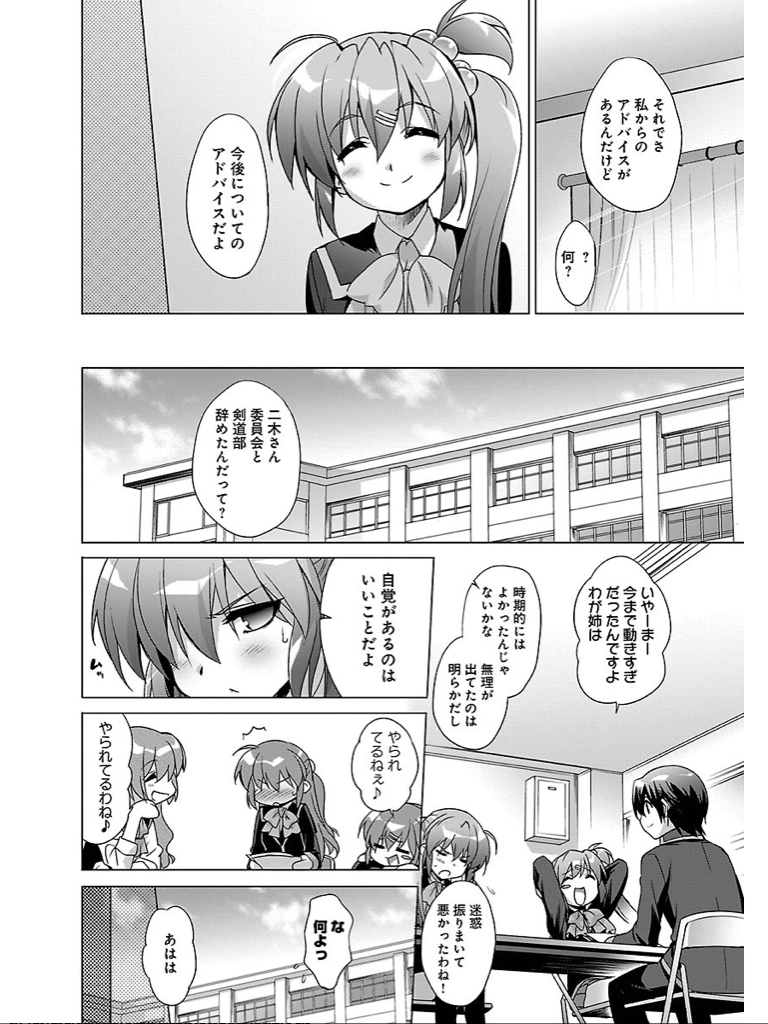 それでさ
私からの
アドバイスが
あるんだけど
?
何?
今後についての
アドバイスだよ
二木さん
委員会と
剣道部
辞めたんだって?
いやーまー
今まで動きすぎ
だったんですよ
わが姉は
時期的には
よかったんじゃ
ないかな
無理が
出てたのは
明らかだし
迷惑
振りまいて
悪かったわね!
自覚があるのは
いいことだよ
むっ
やられ
てるねぇ♪
やられてるわね♪
な
何よっ
あはは